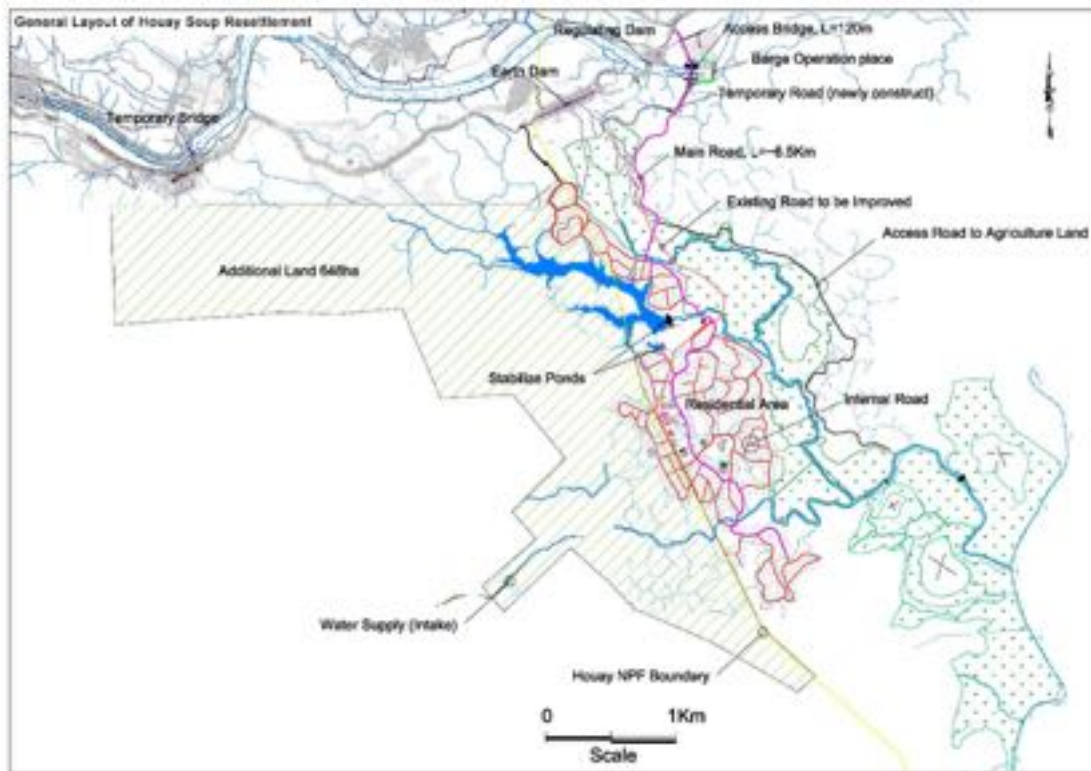 General Layout of Houay Soup Resettlement
Regulating Dam
Access Bridge, L=120m
Barge Operation place
Earth Dam
Temporary Road (newly construct)
Temporary Bridge
Main Road, L=~6.5Km
Existing Road to be Improved
Access Road to Agriculture Land
Additional Land 648ha
Stabilize Ponds
Residential Area
Internal Road
Water Supply (Intake)
Houay NPF Boundary
0 1Km
Scale